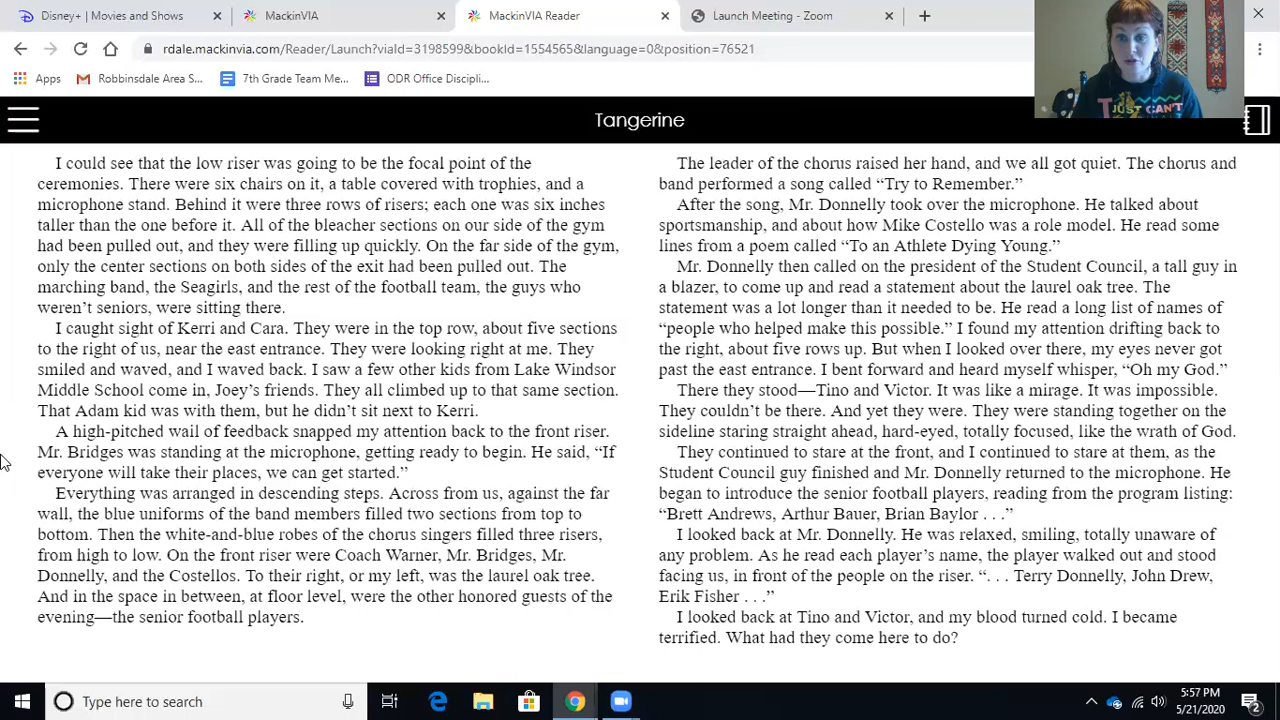 Disney+ | Movies and Shows
MackinVIA
MackinVIA Reader
Launch Meeting - Zoom
rdale.mackinvia.com/Reader/Launch?viaId=3198599&bookId=1554565&language=0&position=76521
Apps
Robbinsdale Area S...
7th Grade Team Me...
ODR Office Discipli...
JUST CAN'T
Tangerine
I could see that the low riser was going to be the focal point of the
ceremonies. There were six chairs on it, a table covered with trophies, and a
microphone stand. Behind it were three rows of risers; each one was six inches
taller than the one before it. All of the bleacher sections on our side of the gym
had been pulled out, and they were filling up quickly. On the far side of the gym,
only the center sections on both sides of the exit had been pulled out. The
marching band, the Seagirls, and the rest of the football team, the guys who
weren't seniors, were sitting there.
I caught sight of Kerri and Cara. They were in the top row, about five sections
to the right of us, near the east entrance. They were looking right at me. They
smiled and waved, and I waved back. I saw a few other kids from Lake Windsor
Middle School come in, Joey's friends. They all climbed up to that same section.
That Adam kid was with them, but he didn't sit next to Kerri.
A high-pitched wail of feedback snapped my attention back to the front riser.
Mr. Bridges was standing at the microphone, getting ready to begin. He said, “If
everyone will take their places, we can get started.”
Everything was arranged in descending steps. Across from us, against the far
wall, the blue uniforms of the band members filled two sections from top to
bottom. Then the white-and-blue robes of the chorus singers filled three risers,
from high to low. On the front riser were Coach Warner, Mr. Bridges, Mr.
Donnelly, and the Costellos. To their right, or my left, was the laurel oak tree.
And in the space in between, at floor level, were the other honored guests of the
evening—the senior football players.
The leader of the chorus raised her hand, and we all got quiet. The chorus and
band performed a song called “Try to Remember.”
After the song, Mr. Donnelly took over the microphone. He talked about
sportsmanship, and about how Mike Costello was a role model. He read some
lines from a poem called “To an Athlete Dying Young.”
Mr. Donnelly then called on the president of the Student Council, a tall guy in
a blazer, to come up and read a statement about the laurel oak tree. The
statement was a lot longer than it needed to be. He read a long list of names of
“people who helped make this possible.” I found my attention drifting back to
the right, about five rows up. But when I looked over there, my eyes never got
past the east entrance. I bent forward and heard myself whisper, “Oh my God.”
There they stood—Tino and Victor. It was like a mirage. It was impossible.
They couldn't be there. And yet they were. They were standing together on the
sideline staring straight ahead, hard-eyed, totally focused, like the wrath of God.
They continued to stare at the front, and I continued to stare at them, as the
Student Council guy finished and Mr. Donnelly returned to the microphone. He
began to introduce the senior football players, reading from the program listing:
“Brett Andrews, Arthur Bauer, Brian Baylor . . .”
I looked back at Mr. Donnelly. He was relaxed, smiling, totally unaware of
any problem. As he read each player's name, the player walked out and stood
facing us, in front of the people on the riser. “. . . Terry Donnelly, John Drew,
Erik Fisher . . .”
I looked back at Tino and Victor, and my blood turned cold. I became
terrified. What had they come here to do?
Type here to search
5:57 PM
5/21/2020
2